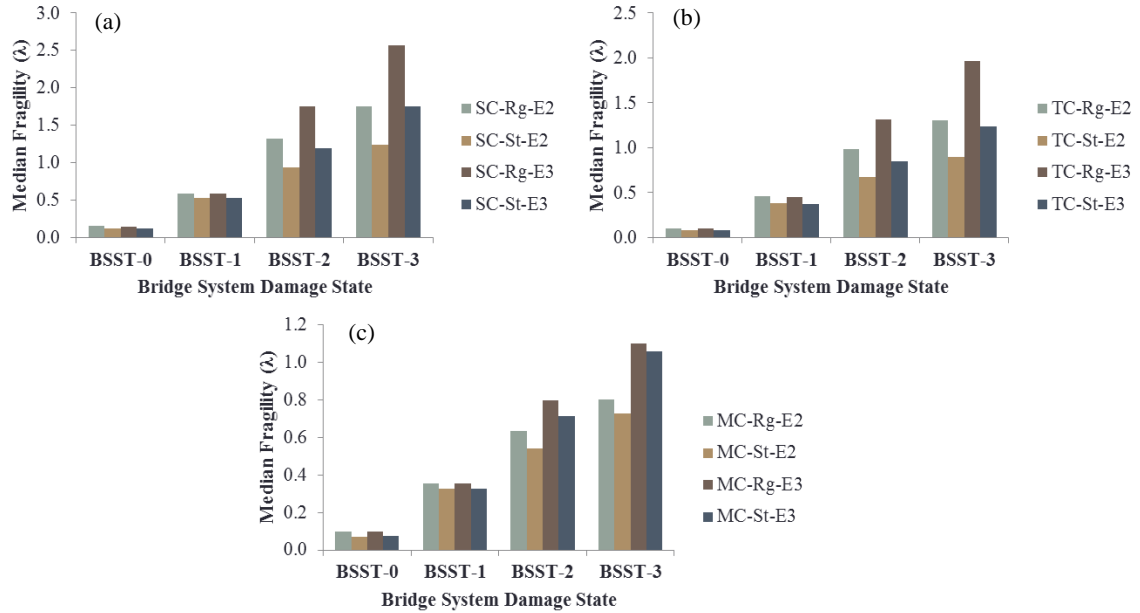 (a)
Median Fragility (λ)
3.0
2.5
2.0
1.5
1.0
0.5
0.0
BSST-0 BSST-1 BSST-2 BSST-3
Bridge System Damage State
SC-Rg-E2
SC-St-E2
SC-Rg-E3
SC-St-E3
(b)
Median Fragility (λ)
2.5
2.0
1.5
1.0
0.5
0.0
BSST-0 BSST-1 BSST-2 BSST-3
Bridge System Damage State
TC-Rg-E2
TC-St-E2
TC-Rg-E3
TC-St-E3
(c)
Median Fragility (λ)
1.2
1.0
0.8
0.6
0.4
0.2
0.0
BSST-0 BSST-1 BSST-2 BSST-3
Bridge System Damage State
MC-Rg-E2
MC-St-E2
MC-Rg-E3
MC-St-E3